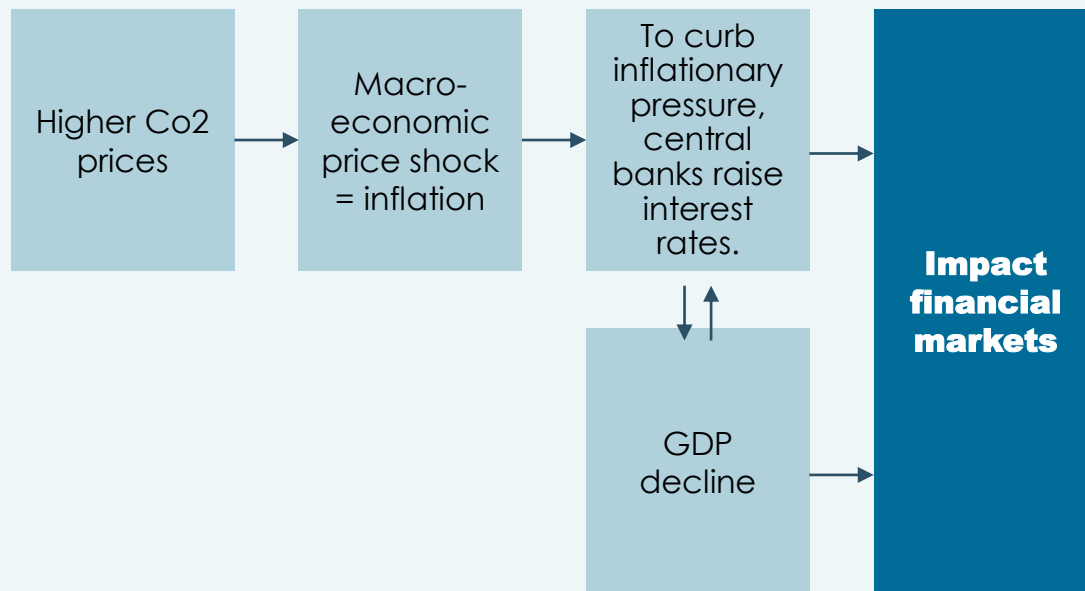 Higher Co2
prices
Macro-
economic
price shock
= inflation
To curb
inflationary
pressure,
central
banks raise
interest
rates.
GDP
decline
Impact
financial
markets